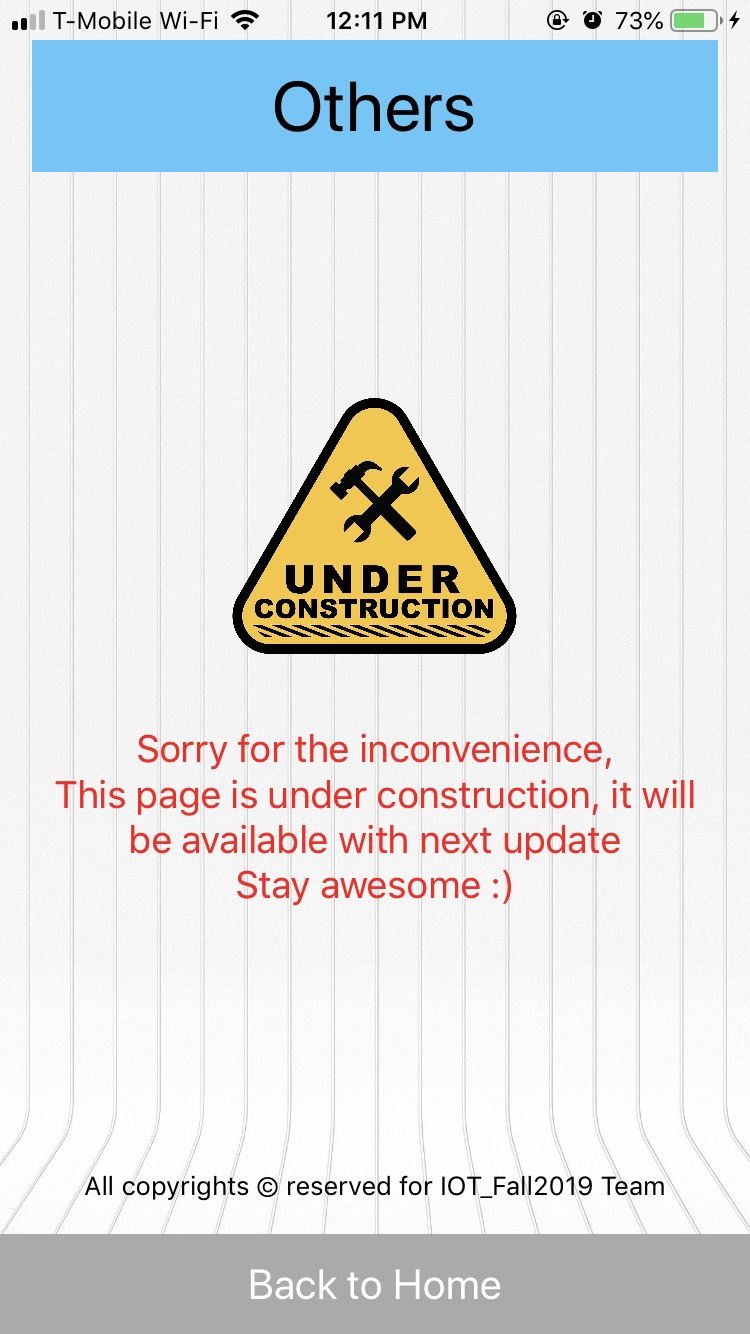 T-Mobile Wi-Fi 12:11 PM 73%
Others
UNDER
CONSTRUCTION
Sorry for the inconvenience,
This page is under construction, it will
be available with next update
Stay awesome :)
All copyrights © reserved for IOT_Fall2019 Team
Back to Home